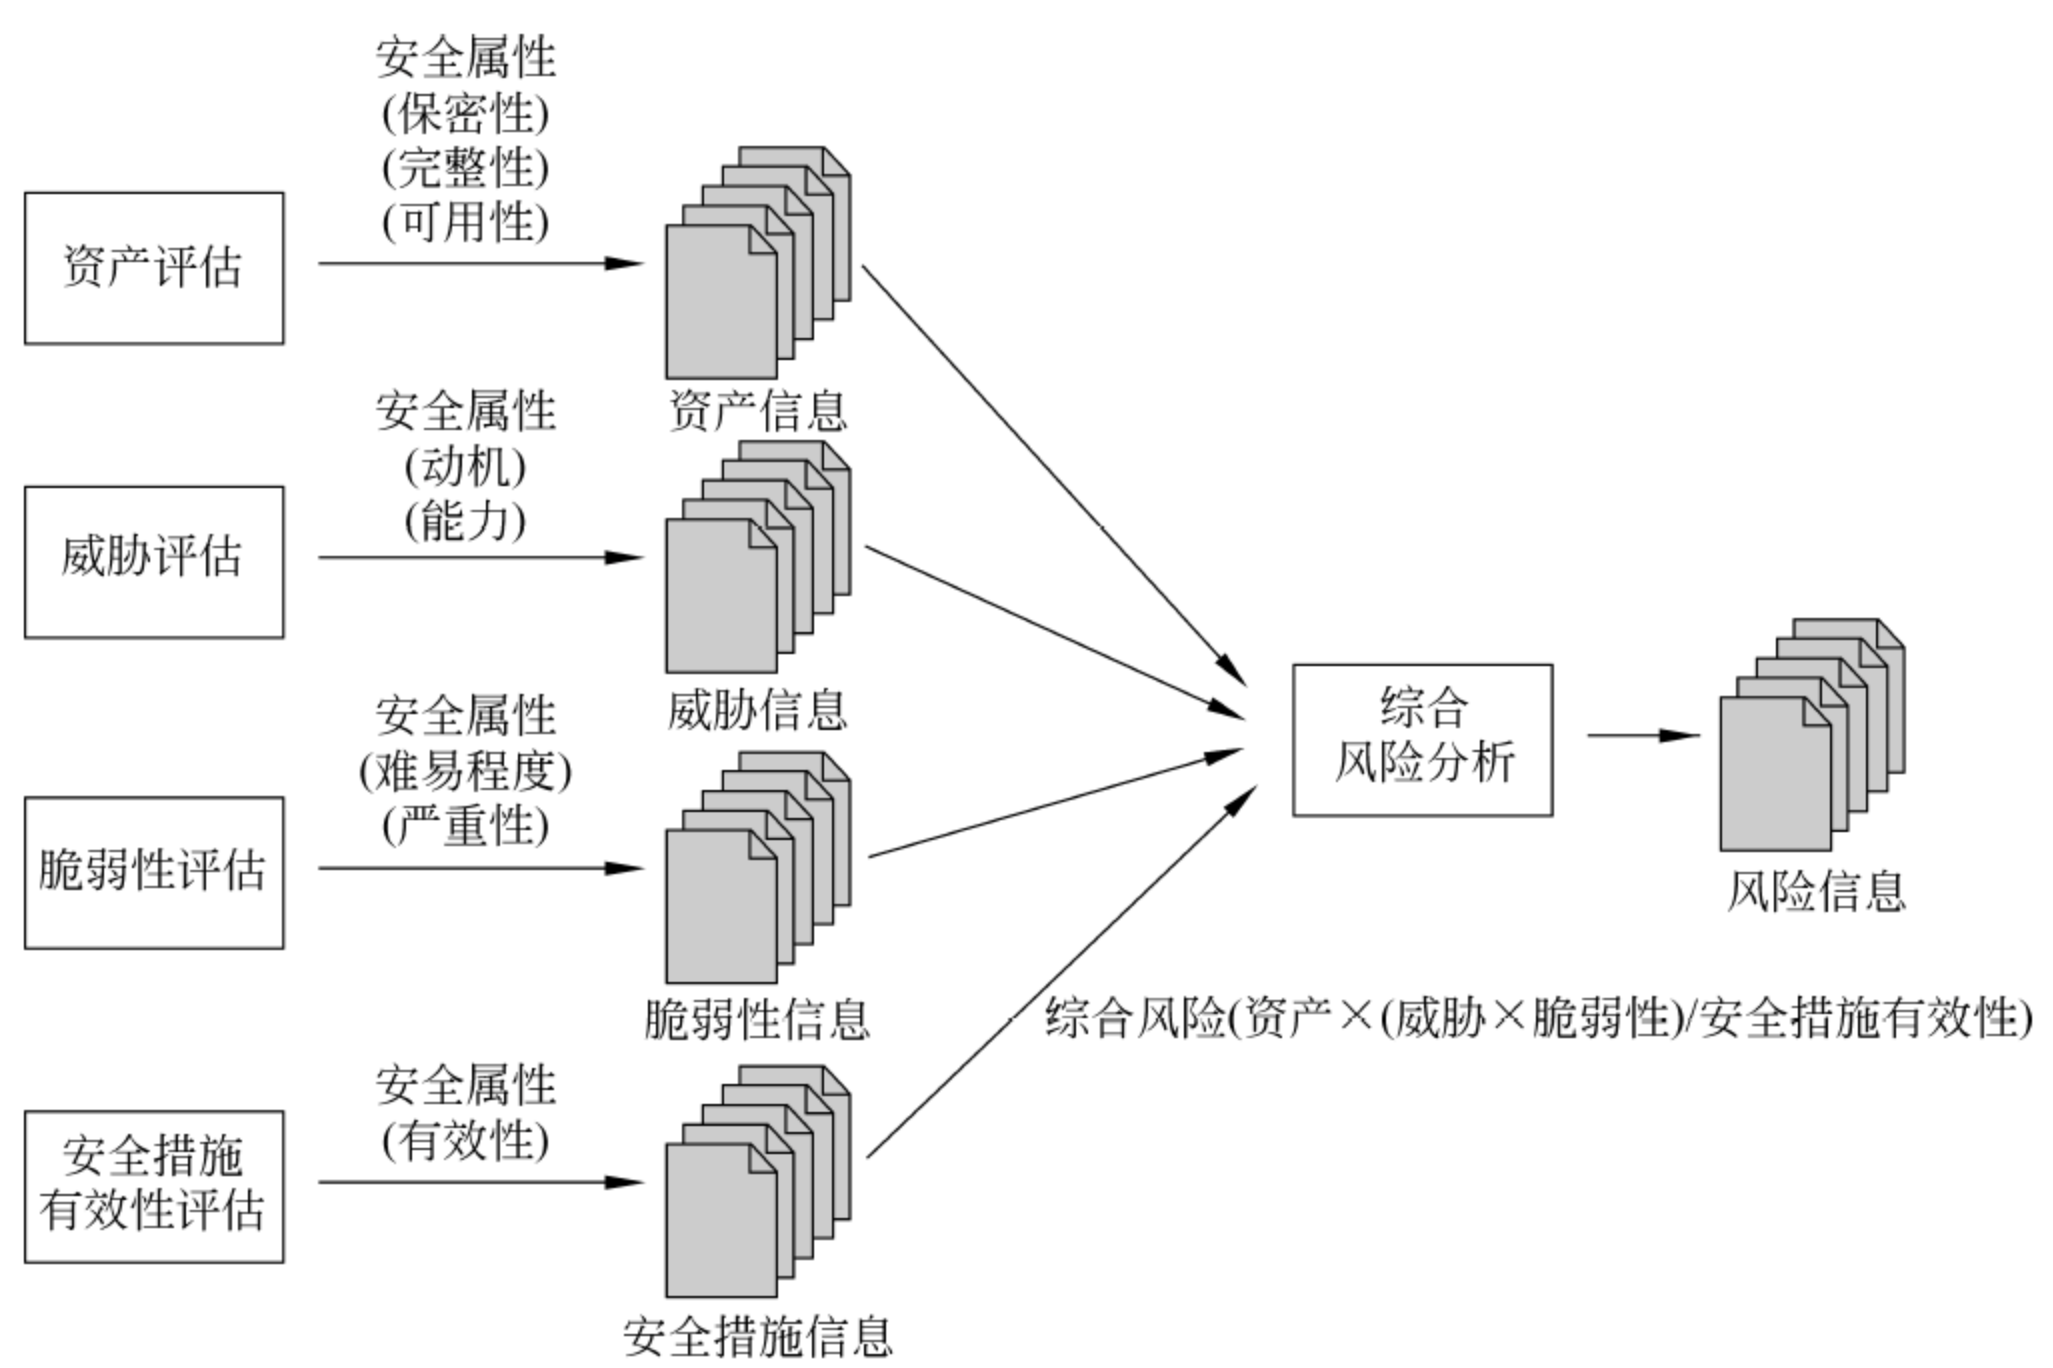 安全属性
(保密性)
(完整性)
(可用性)
资产评估
资产信息
安全属性
(动机)
(能力)
威胁评估
威胁信息
安全属性
(难易程度)
(严重性)
脆弱性评估
脆弱性信息
安全属性
(有效性)
安全措施
有效性评估
安全措施信息
综合
风险分析
风险信息
综合风险(资产×(威胁×脆弱性)/安全措施有效性)